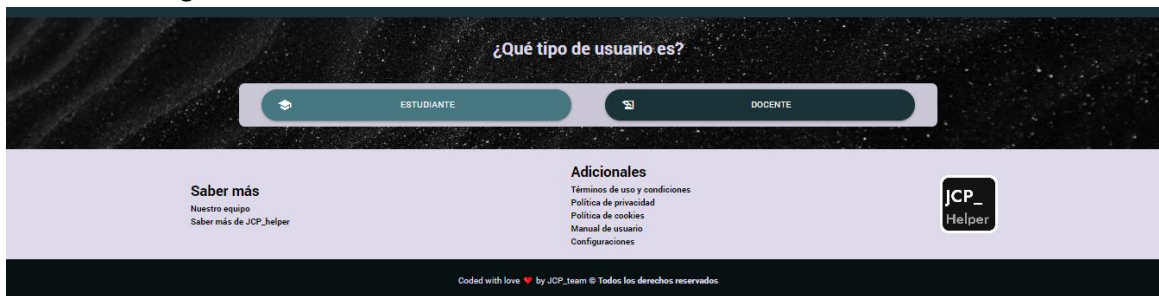 ¿Qué tipo de usuario es?
ESTUDIANTE
DOCENTE
Saber más
Nuestro equipo
Saber más de JCP_helper
Adicionales
Términos de uso y condiciones
Política de privacidad
Política de cookies
Manual de usuario
Configuraciones
JCP_
Helper
Coded with love ❤ by JCP_team © Todos los derechos reservados